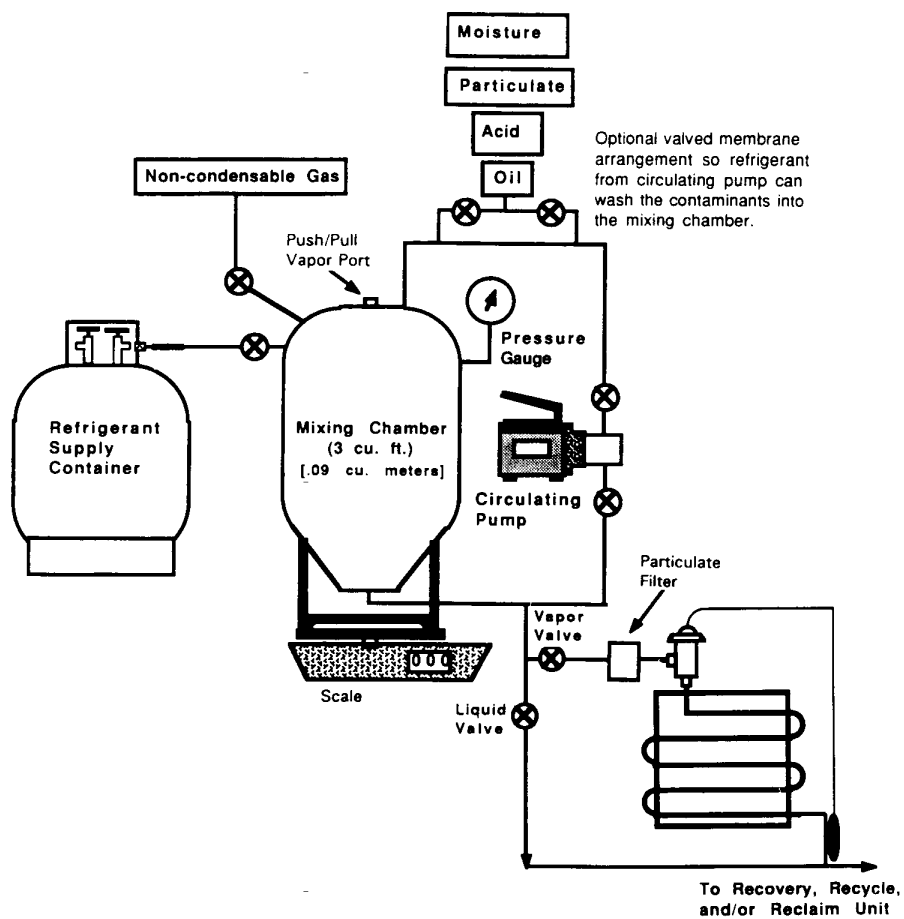 Moisture
Particulate
Acid
Oil
Optional valved membrane
arrangement so refrigerant
from circulating pump can
wash the contaminants into
the mixing chamber.
Non-condensable Gas
Push/Pull
Vapor Port
Pressure
Gauge
Refrigerant
Supply
Container
Mixing Chamber
(3 cu. ft.)
[.09 cu. meters]
Circulating
Pump
Particulate
Filter
Vapor
Valve
000
Scale
Liquid
Valve
To Recovery, Recycle,
and/or Reclaim Unit